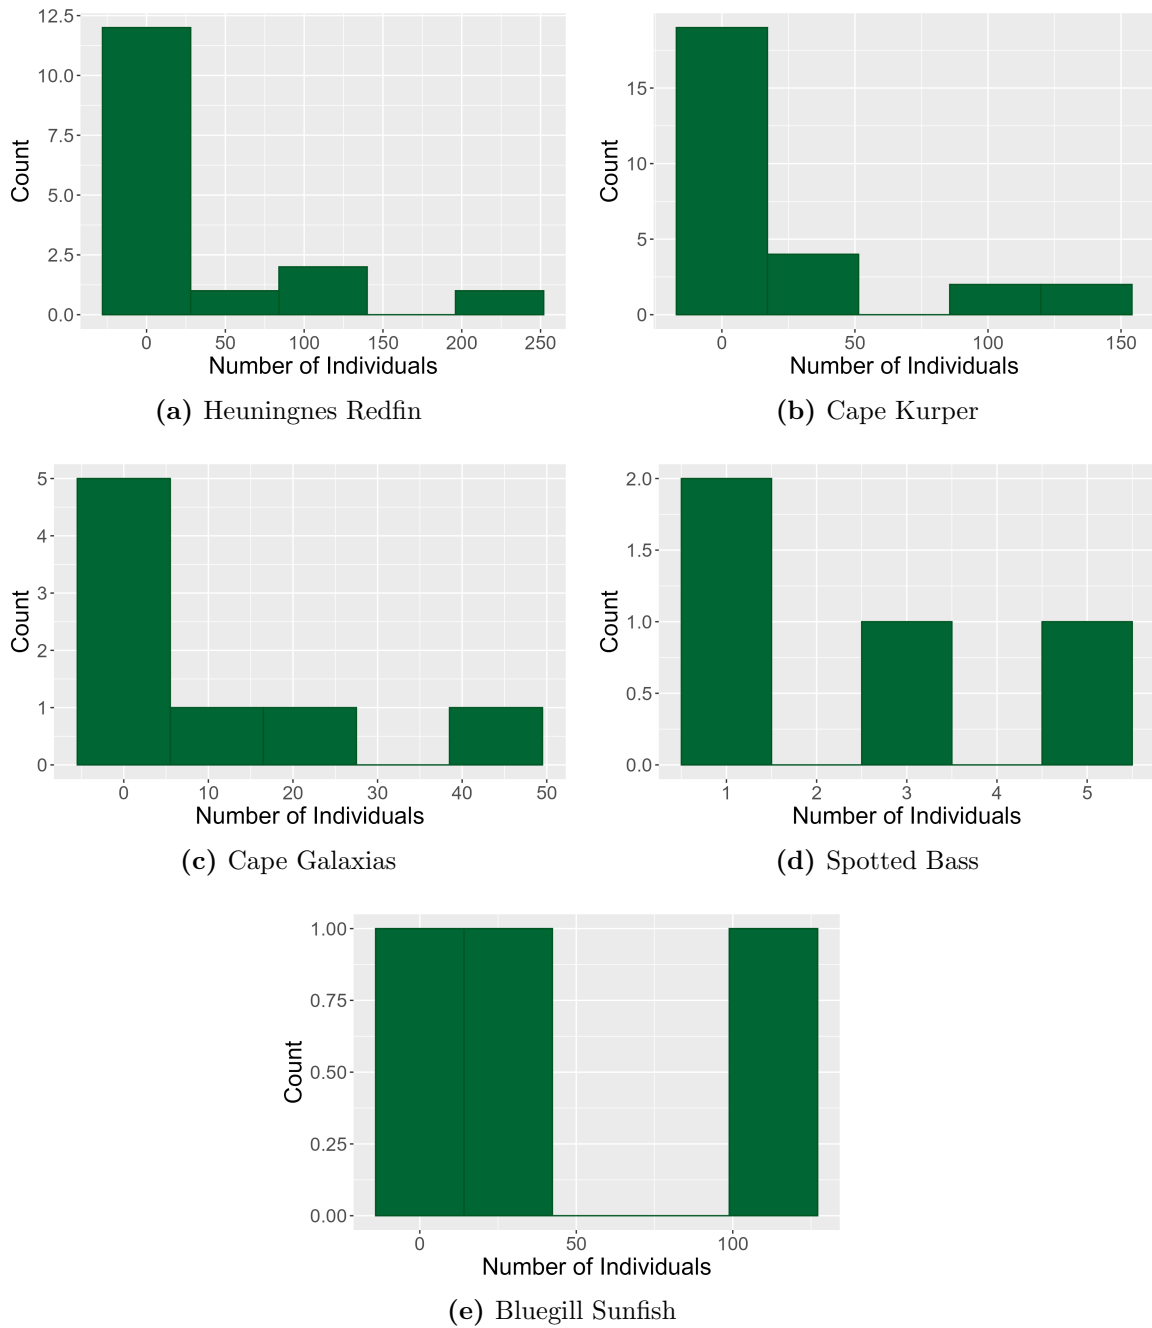 12.5
10.0
7.5
5.0
2.5
0.0
Count
0 50 100 150 200 250
Number of Individuals
(a) Heuningnes Redfin
15
10
5
0
Count
0 50 100 150
Number of Individuals
(b) Cape Kurper
5
4
3
2
1
0
Count
0 10 20 30 40 50
Number of Individuals
(c) Cape Galaxias
2.0
1.5
1.0
0.5
0.0
Count
1 2 3 4 5
Number of Individuals
(d) Spotted Bass
1.00
0.75
0.50
0.25
0.00
Count
0 50 100
Number of Individuals
(e) Bluegill Sunfish